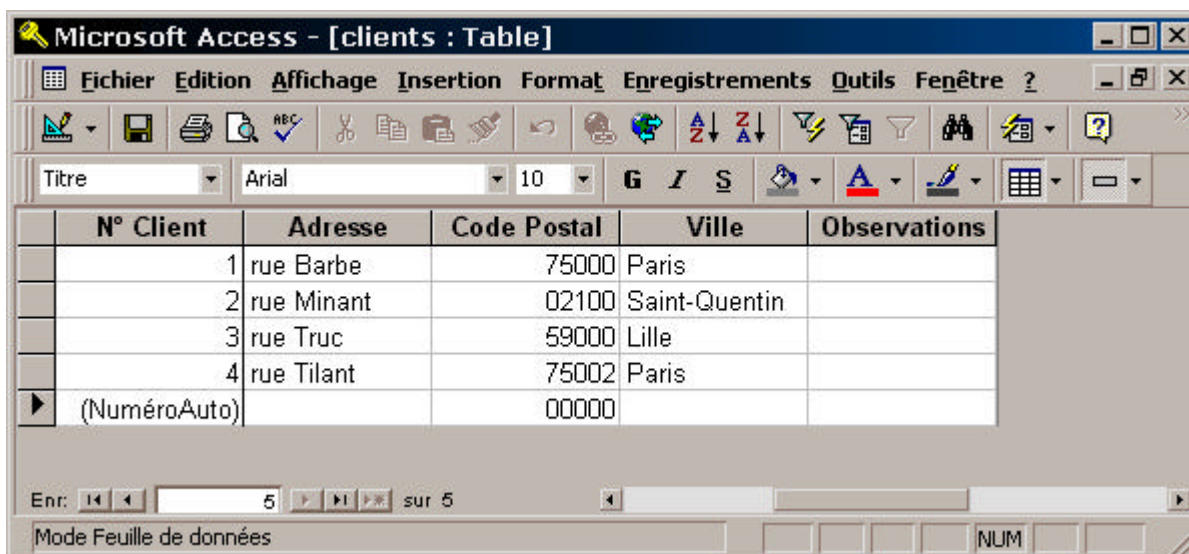 Microsoft Access - [clients : Table]
Fichier Edition Affichage Insertion Format Enregistrements Outils Fenêtre ?
ABC A Z Z A ?
Titre Arial 10 G I S A
N° Client Adresse Code Postal Ville Observations
1 rue Barbe 75000 Paris
2 rue Minant 02100 Saint-Quentin
3 rue Truc 59000 Lille
4 rue Tilant 75002 Paris
(NuméroAuto) 00000
Enr: 5 sur 5
Mode Feuille de données NUM